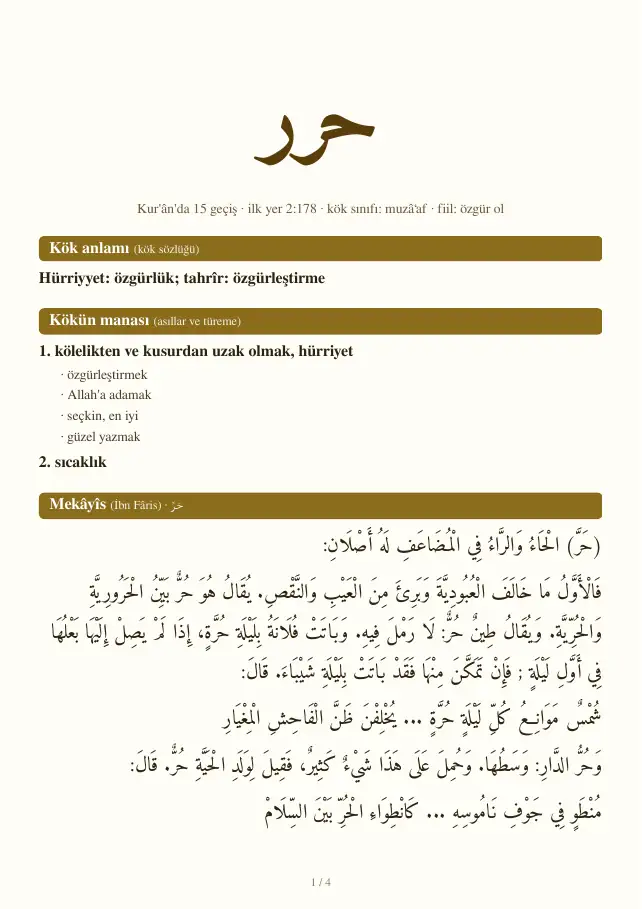 حرر
Kur'ân'da 15 geçiş · ilk yer 2:178 · kök sınıfı: muzâ'af · fiil: özgür ol
Kök anlamı (kök sözlüğü)
Hürriyyet: özgürlük; tahrîr: özgürleştirme
Kökün manası (asıllar ve türeme)
1. kölelikten ve kusurdan uzak olmak, hürriyet
· özgürleştirmek
· Allah'a adamak
· seçkin, en iyi
· güzel yazmak
2. sıcaklık
Mekâyîs (İbn Fâris) · حَرَّ
(حَرَّ) الْحَاءُ وَالرَّاءُ فِي الْمُضَاعَفِ لَهُ أَصْلَانِ:
فَالْأَوَّلُ مَا خَالَفَ الْعُبُودِيَّةَ وَبَرِئَ مِنَ الْعَيْبِ وَالنَّقْصِ. يُقَالُ هُوَ حُرٌّ بَيِّنُ الْحَرُورِيَّةِ
وَالْحُرِّيَّةِ. وَيُقَالُ طِينٌ حُرٌّ: لَا رَمْلَ فِيهِ. وَبَاتَتْ فُلَانَةُ بِلَيْلَةِ حُرَّةٍ، إِذَا لَمْ يَصِلْ إِلَيْهَا بَعْلُهَا
فِي أَوَّلِ لَيْلَةٍ ; فَإِنْ تَمَكَّنَ مِنْهَا فَقَدْ بَاتَتْ بِلَيْلَةِ شَيْبَاءَ. قَالَ:
شُمْسٌ مَوَانِعُ كُلِّ لَيْلَةِ حُرَّةٍ ... يُخْلِفْنَ ظَنَّ الْفَاحِشِ الْمِغْيَارِ
وَحُرُّ الدَّارِ: وَسَطُهَا. وَحُمِلَ عَلَى هَذَا شَيْءٌ كَثِيرٌ، فَقِيلَ لِوَلَدِ الْحَيَّةِ حُرٌّ. قَالَ:
مُنْطَوٍ فِي جَوْفِ نَامُوسِهِ ... كَانْطِوَاءِ الْحُرِّ بَيْنَ السِّلَامْ
1 / 4